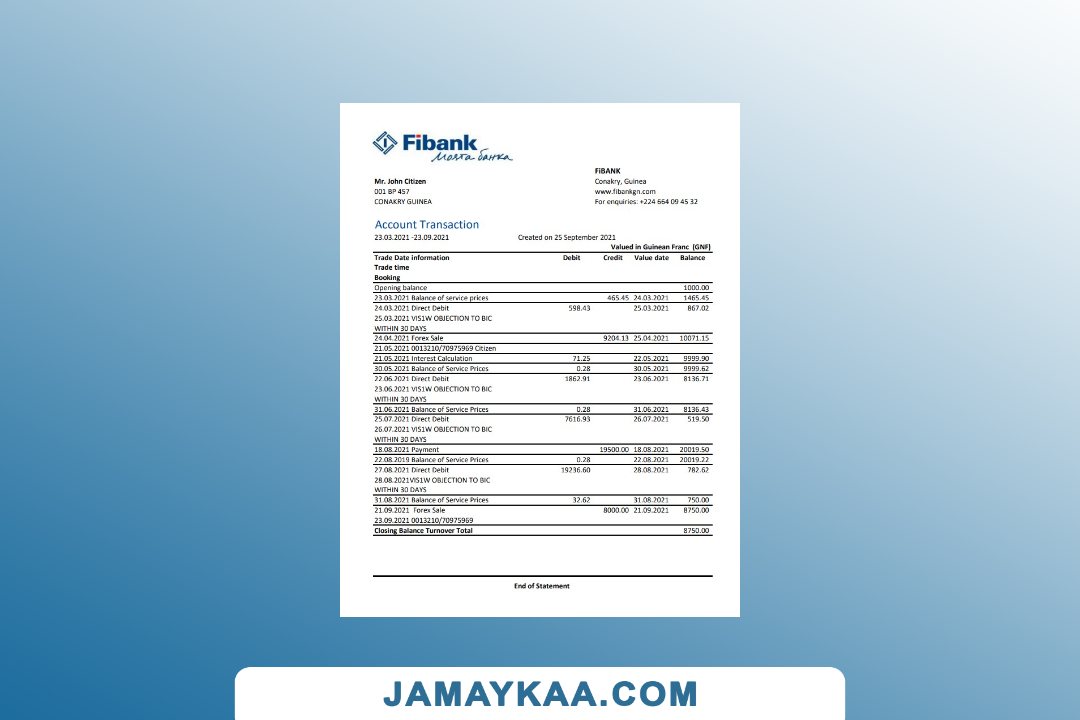 Fibank
Моята банка
FiBANK
Mr. John Citizen Conakry, Guinea
001 BP 457 www.fibankgn.com
CONAKRY GUINEA For enquiries: +224 664 09 45 32
Account Transaction
23.03.2021 -23.09.2021 Created on 25 September 2021
Valued in Guinean Franc (GNF)
Trade Date information Debit Credit Value date Balance
Trade time
Booking
Opening balance 1000.00
23.03.2021 Balance of service prices 465.45 24.03.2021 1465.45
24.03.2021 Direct Debit 598.43 25.03.2021 867.02
25.03.2021 VIS1W OBJECTION TO BIC
WITHIN 30 DAYS
24.04.2021 Forex Sale 9204.13 25.04.2021 10071.15
21.05.2021 0013210/70975969 Citizen
21.05.2021 Interest Calculation 71.25 22.05.2021 9999.90
30.05.2021 Balance of Service Prices 0.28 30.05.2021 9999.62
22.06.2021 Direct Debit 1862.91 23.06.2021 8136.71
23.06.2021 VIS1W OBJECTION TO BIC
WITHIN 30 DAYS
31.06.2021 Balance of Service Prices 0.28 31.06.2021 8136.43
25.07.2021 Direct Debit 7616.93 26.07.2021 519.50
26.07.2021 VIS1W OBJECTION TO BIC
WITHIN 30 DAYS
18.08.2021 Payment 19500.00 18.08.2021 20019.50
22.08.2019 Balance of Service Prices 0.28 22.08.2021 20019.22
27.08.2021 Direct Debit 19236.60 28.08.2021 782.62
28.08.2021VIS1W OBJECTION TO BIC
WITHIN 30 DAYS
31.08.2021 Balance of Service Prices 32.62 31.08.2021 750.00
21.09.2021 Forex Sale 8000.00 21.09.2021 8750.00
23.09.2021 0013210/70975969
Closing Balance Turnover Total 8750.00
End of Statement
JAMAYKAA.COM